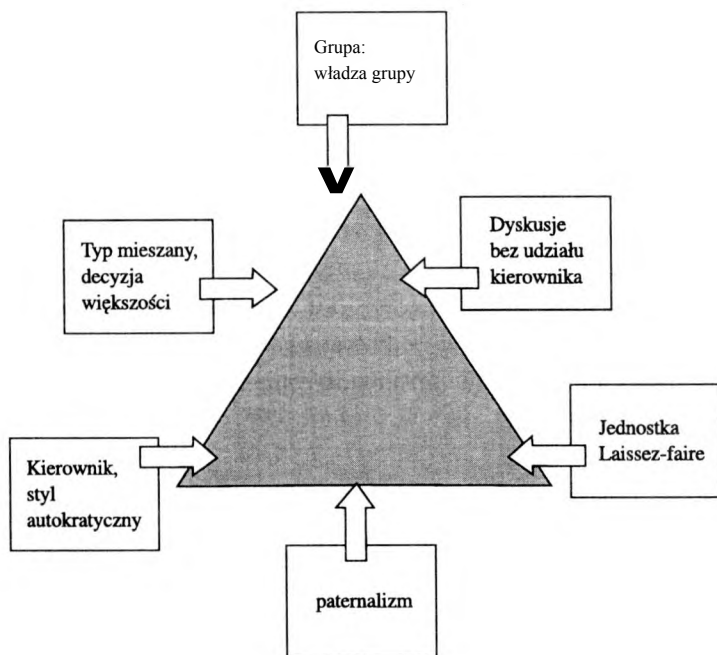 Grupa:
władza grupy
Typ mieszany,
decyzja
większości
Dyskusje
bez udziału
kierownika
Kierownik,
styl
autokratyczny
Jednostka
Laissez-faire
paternalizm